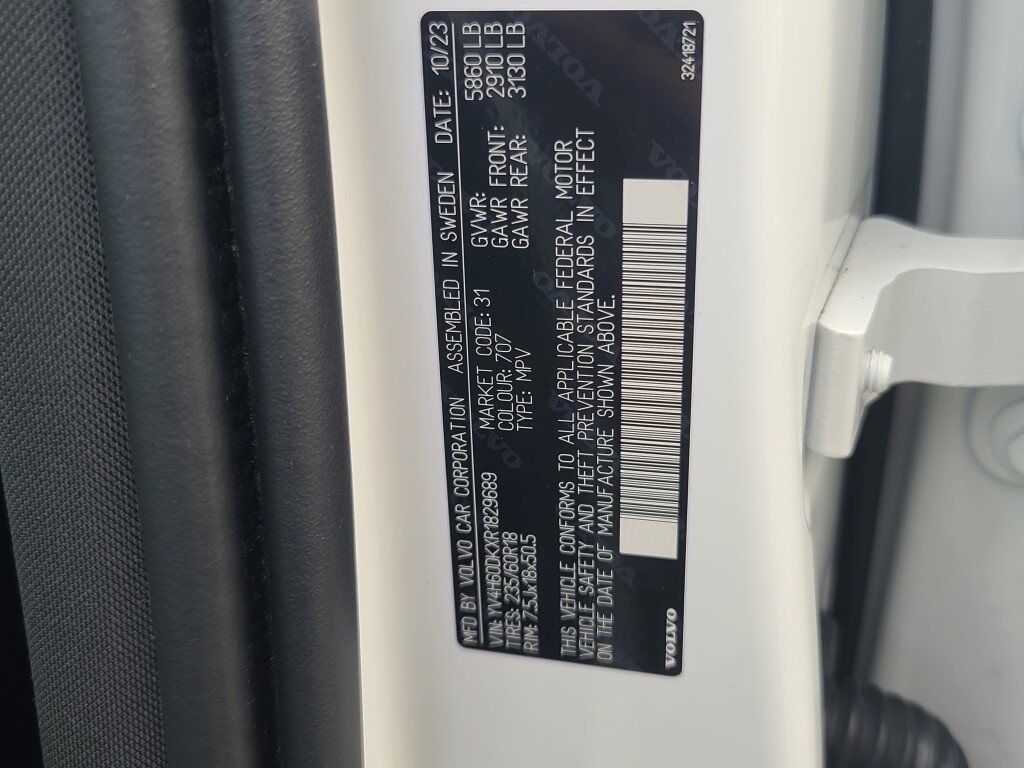 MFD BY VOLVO CAR CORPORATION ASSEMBLED IN SWEDEN DATE: 10/23
VIN: YV4H60DKXR1829689 MARKET CODE: 31 GVWR: 5860 LB
TIRES: 235/60R18 COLOUR: 707 GAWR FRONT: 2910 LB
RIM: 7.5Jx18x50.5 TYPE: MPV GAWR REAR: 3130 LB
THIS VEHICLE CONFORMS TO ALL APPLICABLE FEDERAL MOTOR
VEHICLE SAFETY AND THEFT PREVENTION STANDARDS IN EFFECT
ON THE DATE OF MANUFACTURE SHOWN ABOVE.
VOLVO 32418721